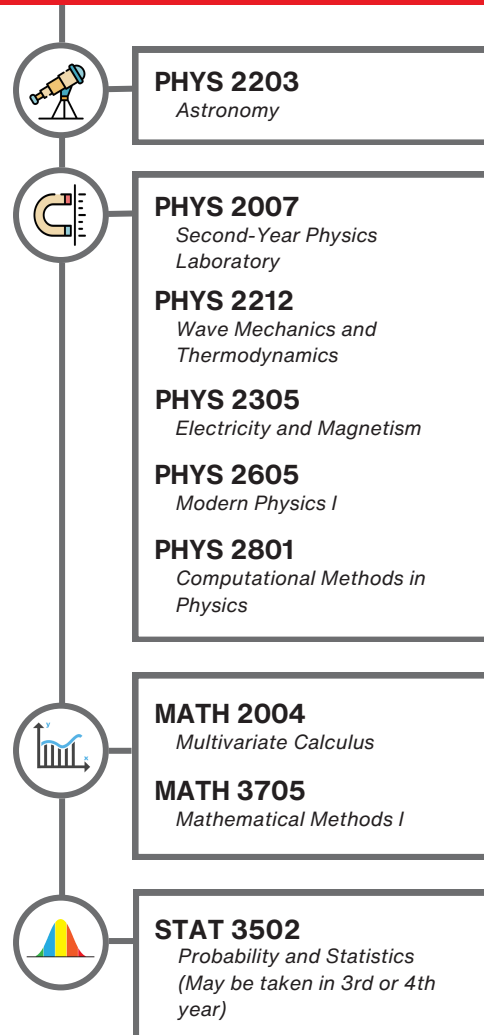 PHYS 2203
Astronomy
PHYS 2007
Second-Year Physics
Laboratory
PHYS 2212
Wave Mechanics and
Thermodynamics
PHYS 2305
Electricity and Magnetism
PHYS 2605
Modern Physics I
PHYS 2801
Computational Methods in
Physics
y
x
MATH 2004
Multivariate Calculus
MATH 3705
Mathematical Methods I
STAT 3502
Probability and Statistics
(May be taken in 3rd or 4th
year)